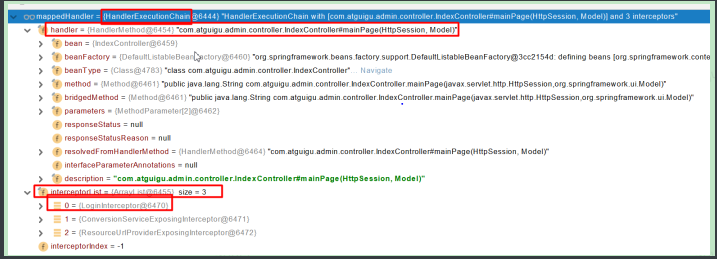 mappedHandler = {HandlerExecutionChain@6444} "HandlerExecutionChain with [com.atguigu.admin.controller.IndexController#mainPage(HttpSession, Model)] and 3 interceptors"
handler = {HandlerMethod@6454} "com.atguigu.admin.controller.IndexController#mainPage(HttpSession, Model)"
bean = {IndexController@6459}
beanFactory = {DefaultListableBeanFactory@6460} "org.springframework.beans.factory.support.DefaultListableBeanFactory@3cc2154d: defining beans [org.springframework.conte
beanType = {Class@4783} "class com.atguigu.admin.controller.IndexController"... Navigate
method = {Method@6461} "public java.lang.String com.atguigu.admin.controller.IndexController.mainPage(javax.servlet.http.HttpSession,org.springframework.ui.Model)"
bridgedMethod = {Method@6461} "public java.lang.String com.atguigu.admin.controller.IndexController.mainPage(javax.servlet.http.HttpSession,org.springframework.ui.Model)"
parameters = {MethodParameter[2]@6462}
responseStatus = null
responseStatusReason = null
resolvedFromHandlerMethod = {HandlerMethod@6464} "com.atguigu.admin.controller.IndexController#mainPage(HttpSession, Model)"
interfaceParameterAnnotations = null
description = "com.atguigu.admin.controller.IndexController#mainPage(HttpSession, Model)"
interceptorList = {ArrayList@6455} size = 3
0 = {LoginInterceptor@6470}
1 = {ConversionServiceExposingInterceptor@6471}
2 = {ResourceUrlProviderExposingInterceptor@6472}
interceptorIndex = -1